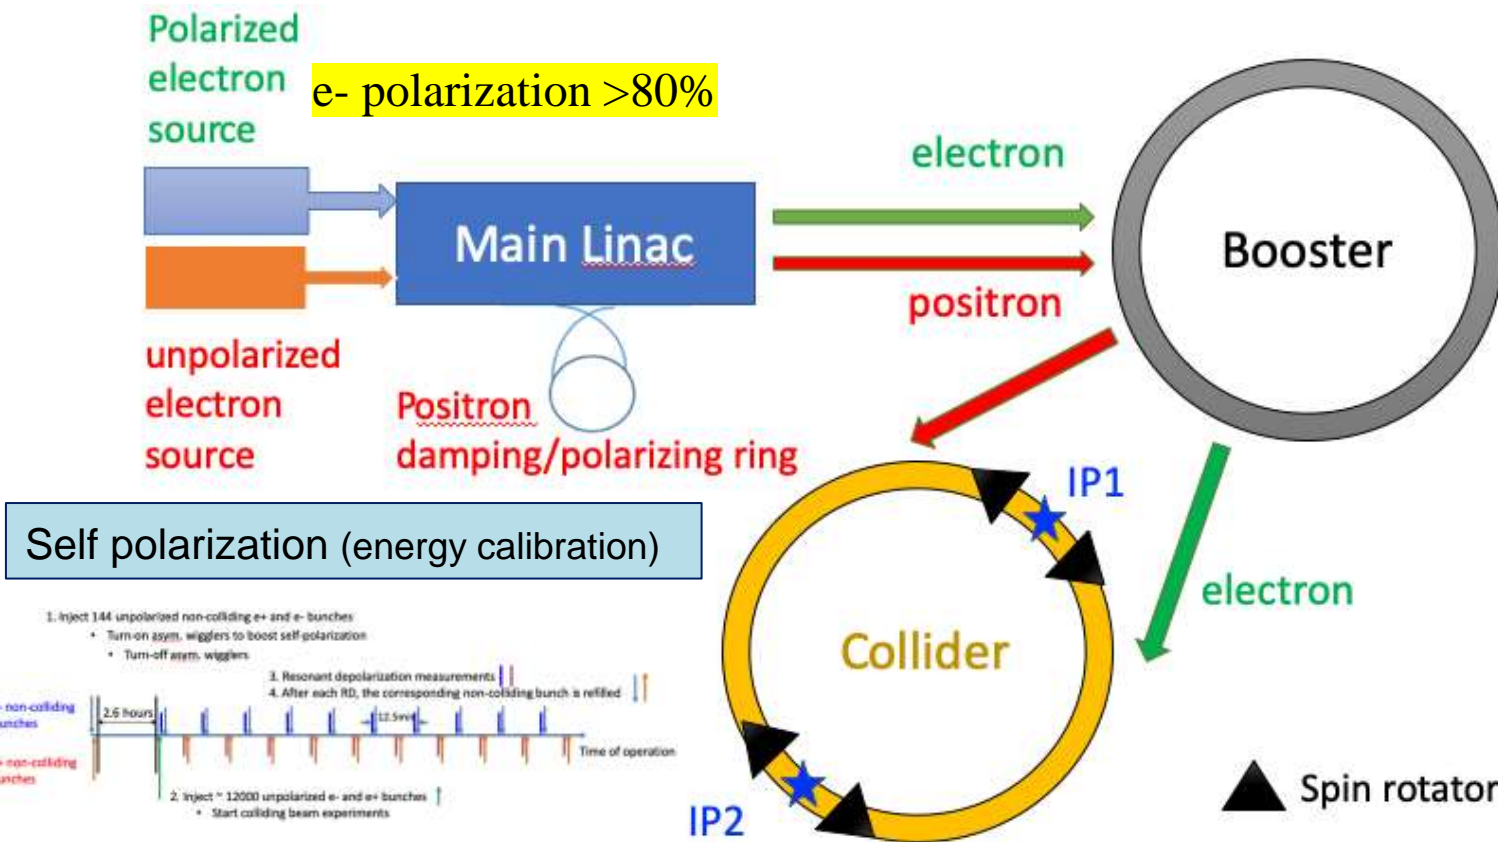 Polarized
electron
source
e- polarization >80%
electron
Main Linac
Booster
positron
unpolarized
electron
source
Positron
damping/polarizing ring
IP1
Self polarization (energy calibration)
electron
Collider
1. Inject 144 unpolarized non-colliding e+ and e- bunches
• Turn-on asym. wigglers to boost self-polarization
• Turn-off asym. wigglers
3. Resonant depolarization measurements
4. After each RD, the corresponding non-colliding bunch is refilled
non-colliding
2.6 hours
12.5min
Time of operation
non-colliding
2. Inject ~ 12000 unpolarized e- and e+ bunches
• Start colliding beam experiments
IP2
Spin rotator